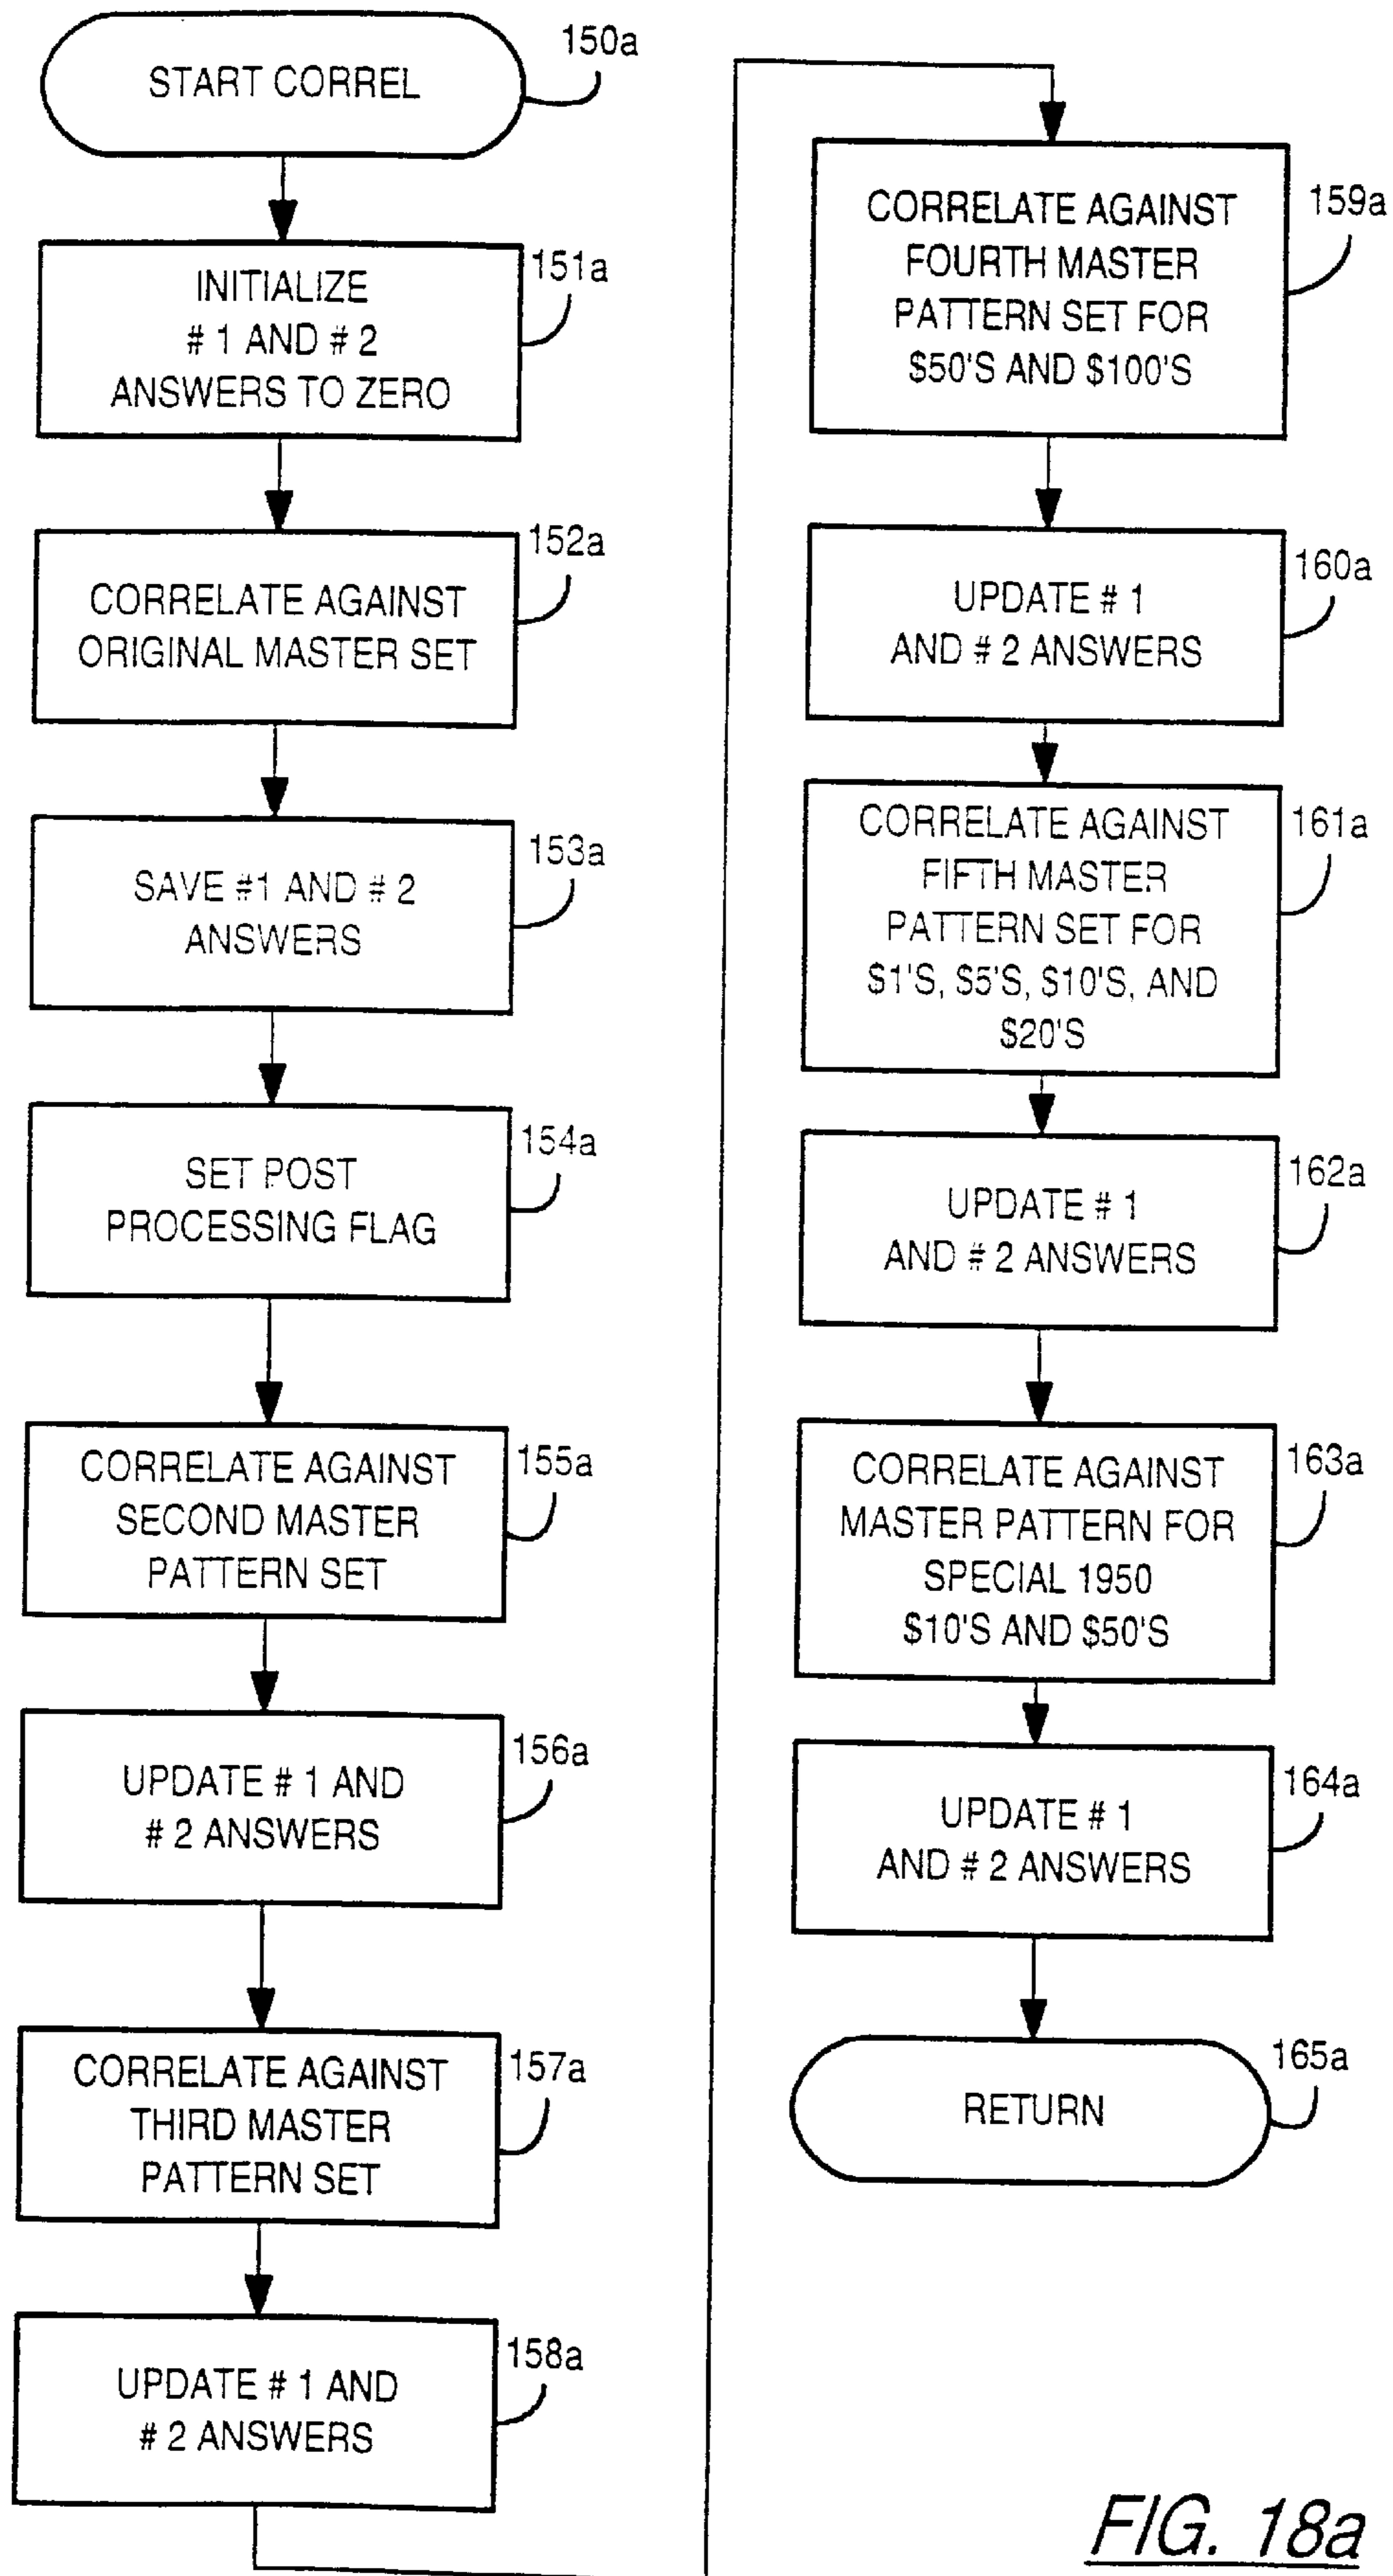 START CORREL
150a
INITIALIZE
# 1 AND # 2
ANSWERS TO ZERO
151a
CORRELATE AGAINST
ORIGINAL MASTER SET
152a
SAVE #1 AND # 2
ANSWERS
153a
SET POST
PROCESSING FLAG
154a
CORRELATE AGAINST
SECOND MASTER
PATTERN SET
155a
UPDATE # 1 AND
# 2 ANSWERS
156a
CORRELATE AGAINST
THIRD MASTER
PATTERN SET
157a
UPDATE # 1 AND
# 2 ANSWERS
158a
CORRELATE AGAINST
FOURTH MASTER
PATTERN SET FOR
$50'S AND $100'S
159a
UPDATE # 1
AND # 2 ANSWERS
160a
CORRELATE AGAINST
FIFTH MASTER
PATTERN SET FOR
$1'S, $5'S, $10'S, AND
$20'S
161a
UPDATE # 1
AND # 2 ANSWERS
162a
CORRELATE AGAINST
MASTER PATTERN FOR
SPECIAL 1950
$10'S AND $50'S
163a
UPDATE # 1
AND # 2 ANSWERS
164a
RETURN
165a
FIG. 18a